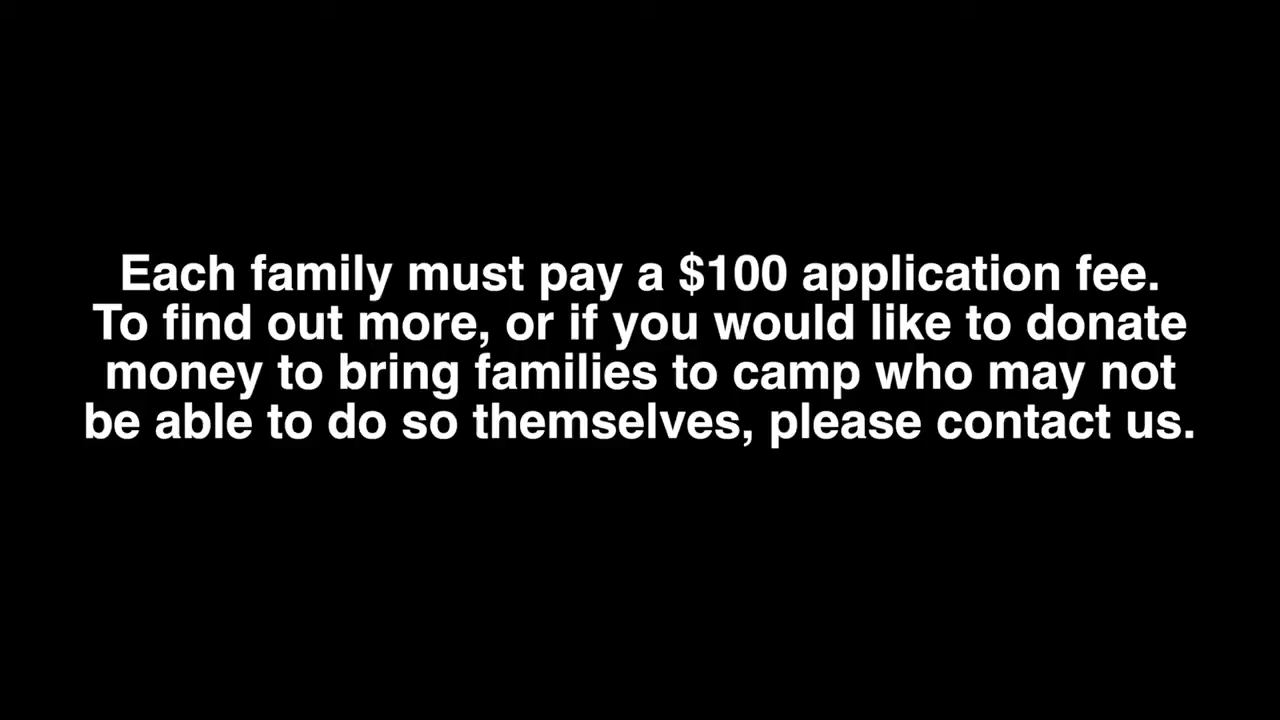 Each family must pay a $100 application fee.
To find out more, or if you would like to donate
money to bring families to camp who may not
be able to do so themselves, please contact us.